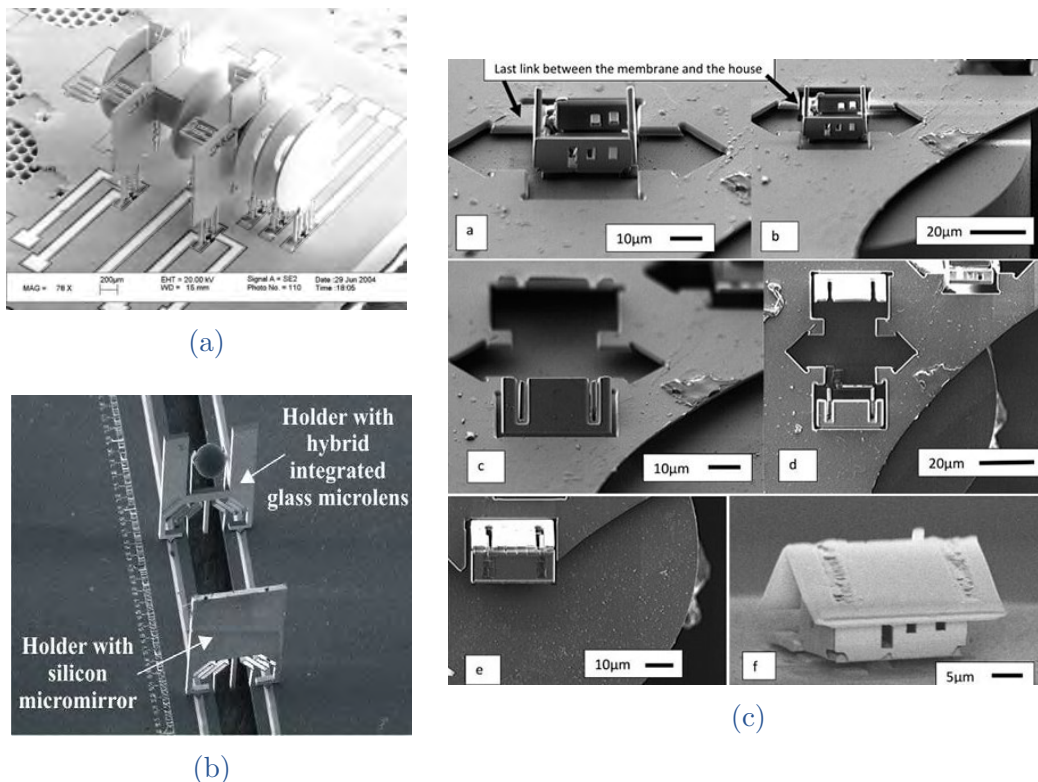 MAG = 76 X
200µm
EHT = 20.00 kV
WD = 15 mm
Signal A = SE2
Photo No. = 110
Date :29 Jun 2004
Time :18:05
(a)
Holder with
hybrid
integrated
glass microlens
Holder with
silicon
micromirror
(b)
Last link between the membrane and the house
a
10µm
b
20µm
c
10µm
d
20µm
e
10µm
f
5µm
(c)